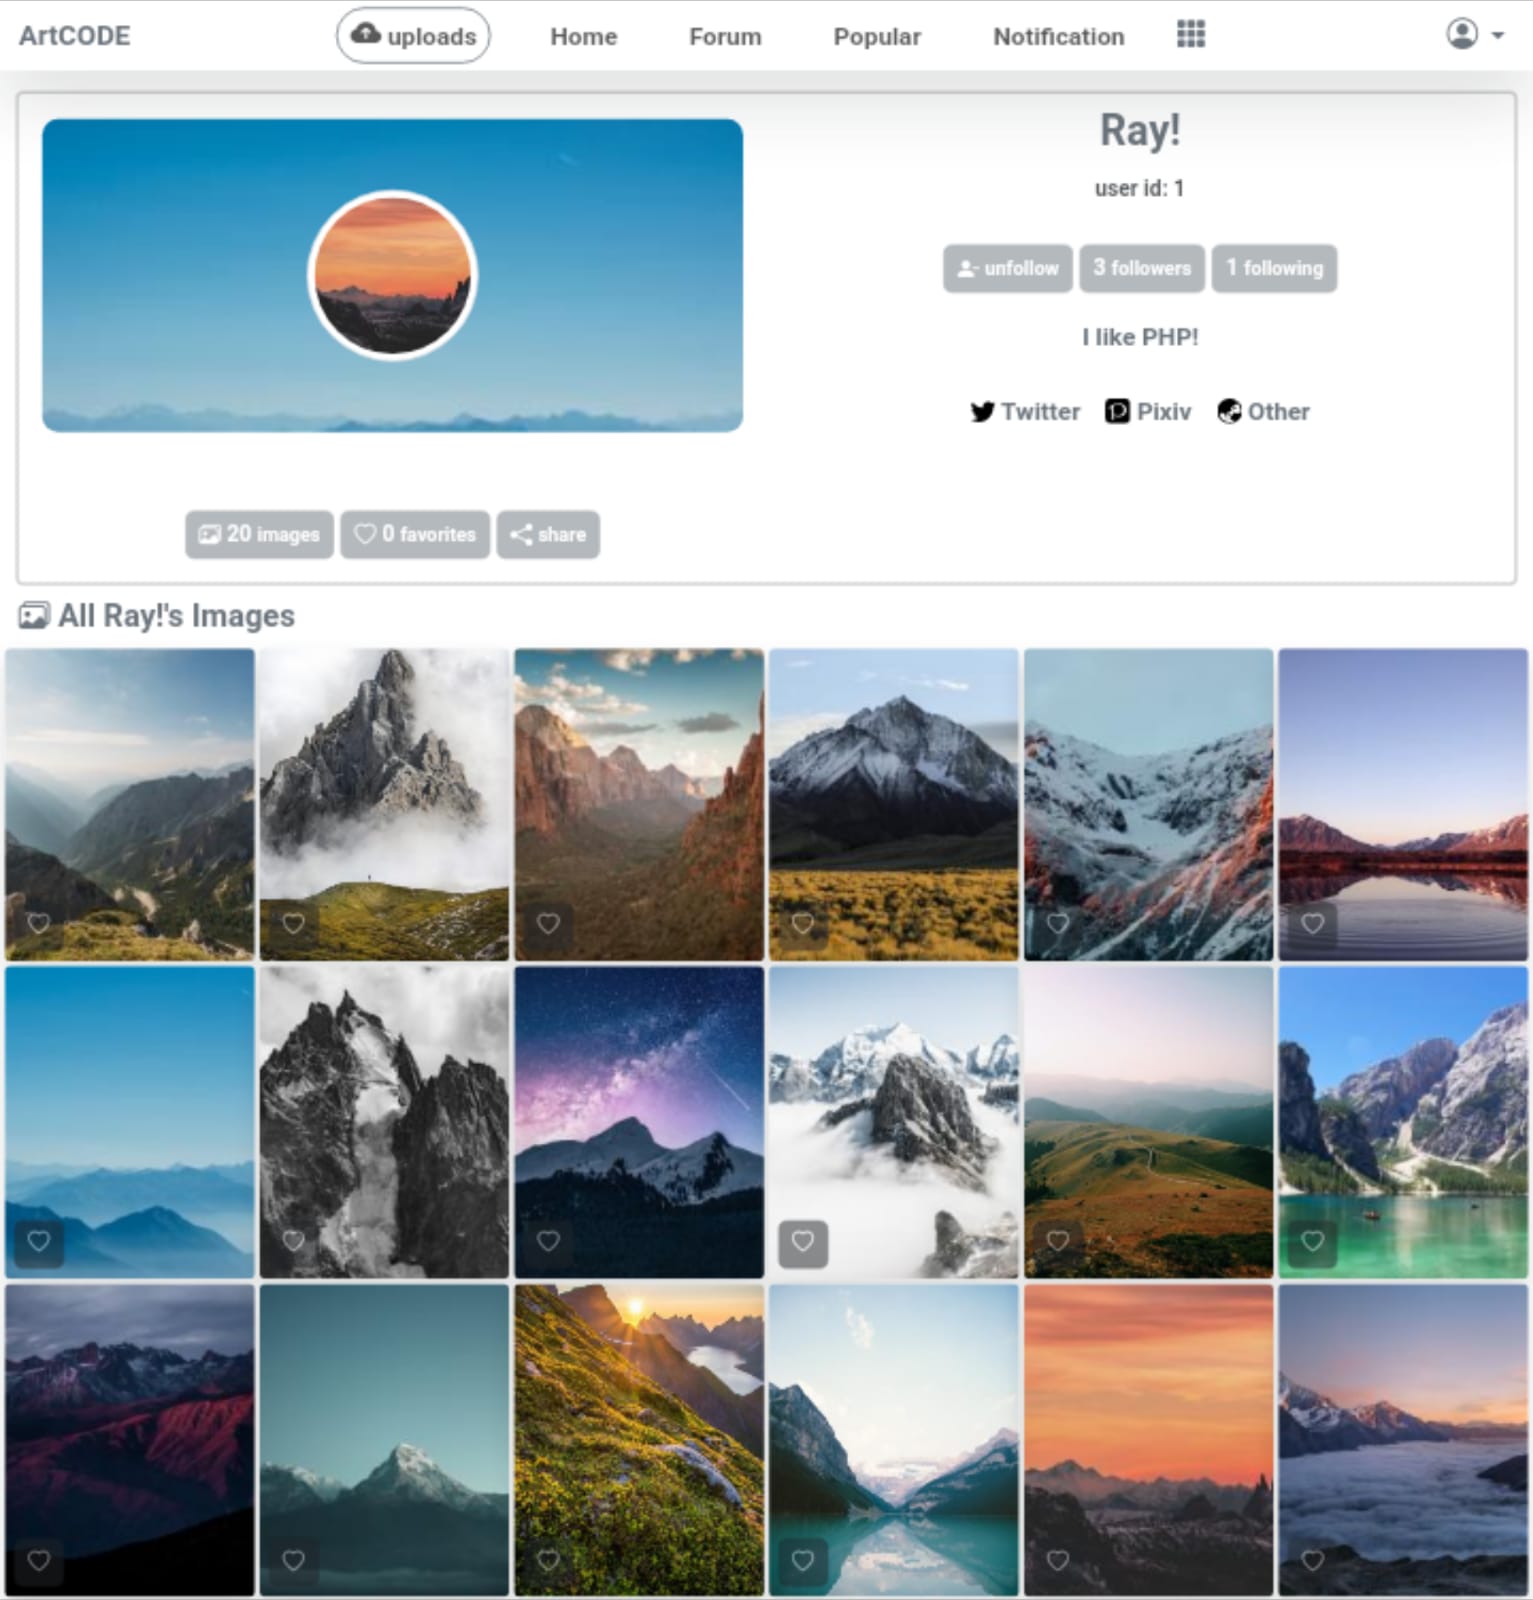 ArtCODE uploads Home Forum Popular Notification
Ray!
user id: 1
unfollow 3 followers 1 following
I like PHP!
Twitter Pixiv Other
20 images 0 favorites share
All Ray!'s Images